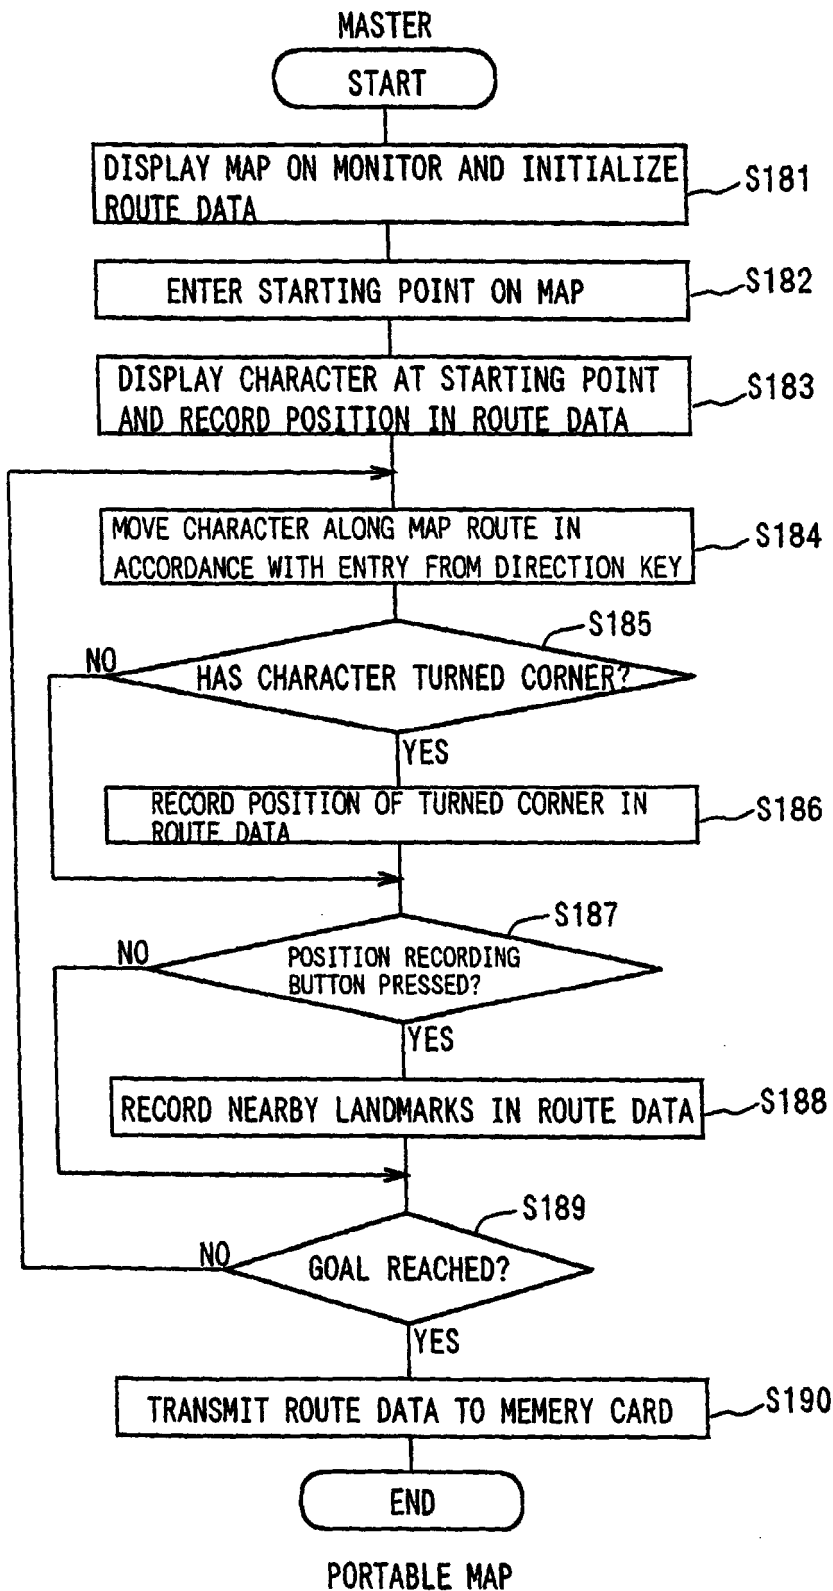 MASTER
START
DISPLAY MAP ON MONITOR AND INITIALIZE
ROUTE DATA
S181
ENTER STARTING POINT ON MAP
S182
DISPLAY CHARACTER AT STARTING POINT
AND RECORD POSITION IN ROUTE DATA
S183
MOVE CHARACTER ALONG MAP ROUTE IN
ACCORDANCE WITH ENTRY FROM DIRECTION KEY
S184
S185
NO
HAS CHARACTER TURNED CORNER?
YES
RECORD POSITION OF TURNED CORNER IN
ROUTE DATA
S186
S187
NO
POSITION RECORDING
BUTTON PRESSED?
YES
RECORD NEARBY LANDMARKS IN ROUTE DATA
S188
S189
NO
GOAL REACHED?
YES
TRANSMIT ROUTE DATA TO MEMERY CARD
S190
END
PORTABLE MAP